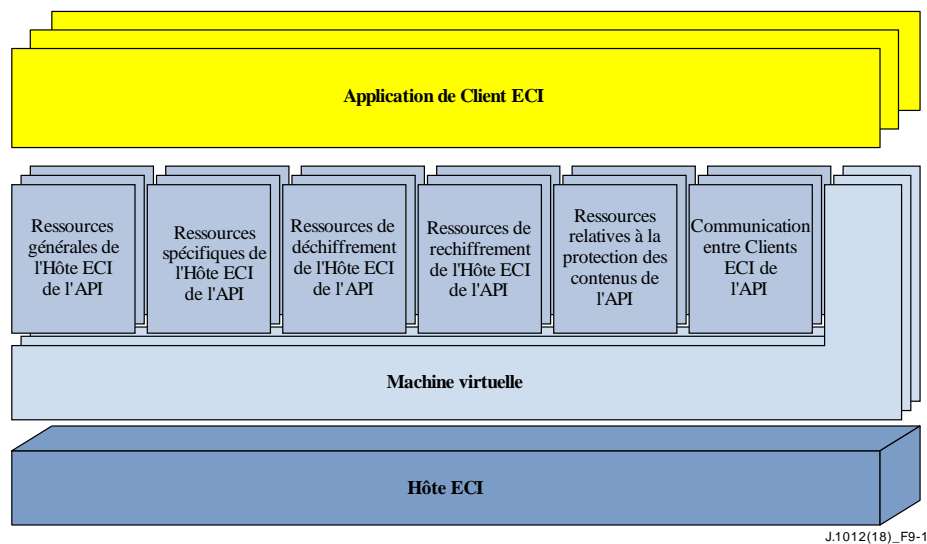 Application de Client ECI
Ressources
générales de
l'Hôte ECI
de l'API
Ressources
spécifiques de
l'Hôte ECI
de l'API
Ressources de
déchiffrement
de l'Hôte ECI
de l'API
Ressources de
rechiffrement
de l'Hôte ECI
de l'API
Ressources
relatives à la
protection des
contenus de
l'API
Communication
entre Clients
ECI de
l'API
Machine virtuelle
Hôte ECI
J.1012(18)_F9-1